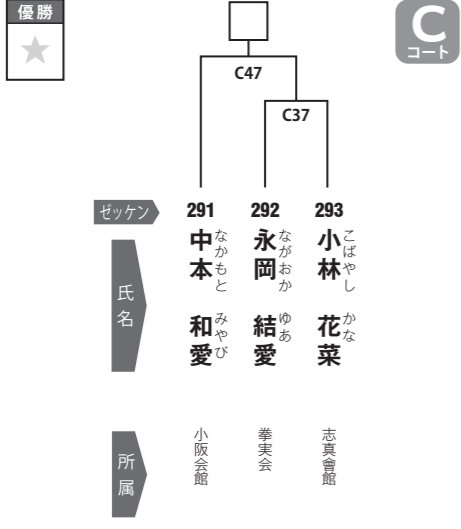 優勝
C
コート
C47
C37
ゼッケン
291
292
293
氏名
中本 和愛
なかもと みやび
永岡 結愛
ながおか ゆあ
小林 花菜
こばやし かな
所属
小阪会館
拳実会
志真會館